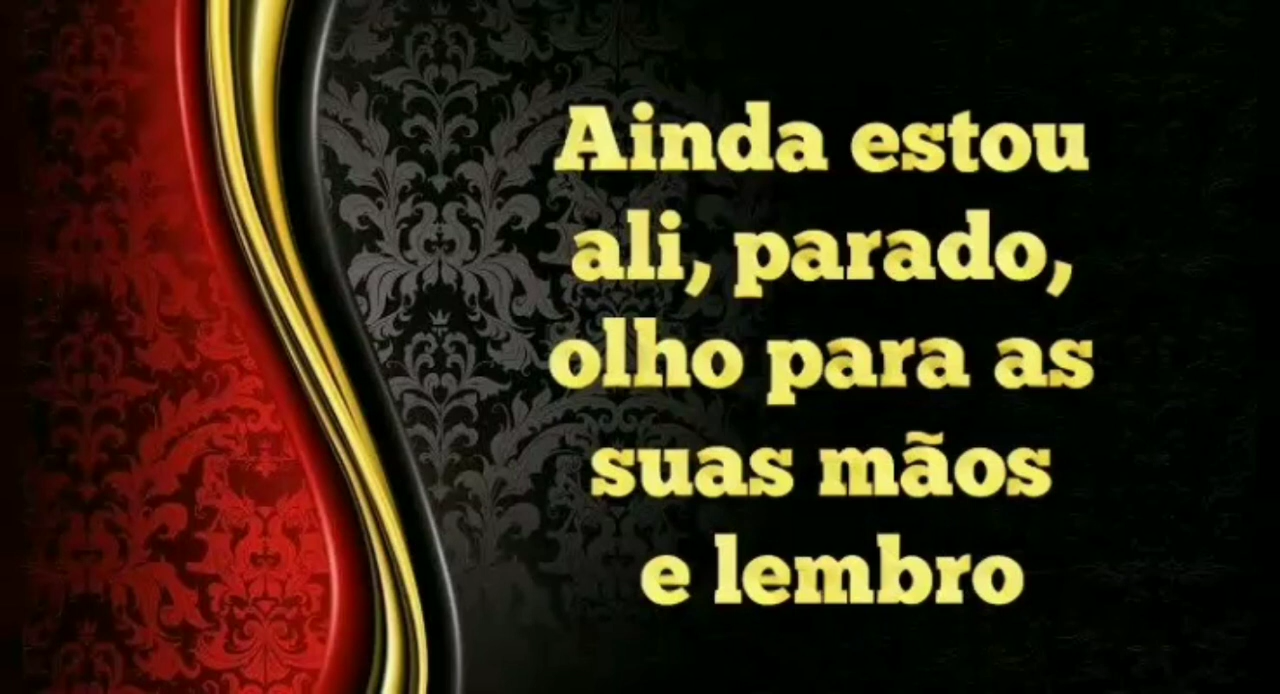 Ainda estou
ali, parado,
olho para as
suas mãos
e lembro